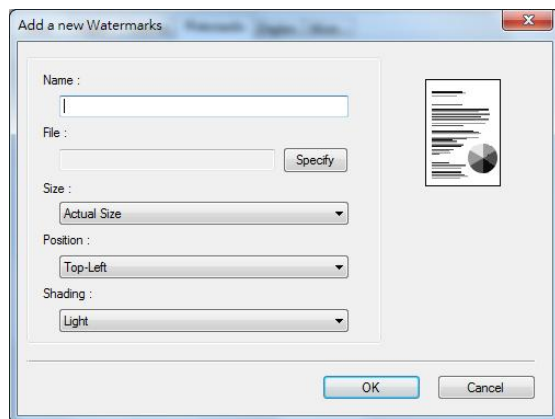 Add a new Watermarks
Name :
File :
Specify
Size :
Actual Size
Position :
Top-Left
Shading :
Light
OK
Cancel